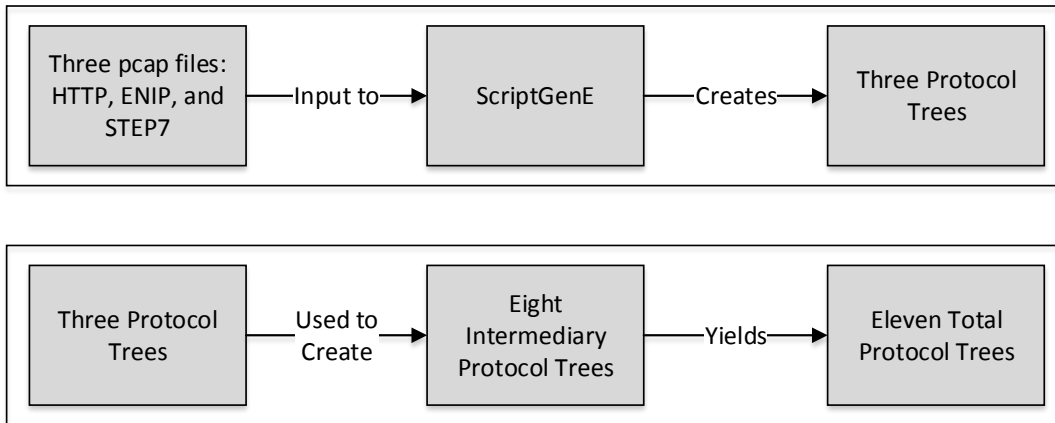 Three pcap files:
HTTP, ENIP, and
STEP7
Input to
ScriptGenE
Creates
Three Protocol
Trees
Three Protocol
Trees
Used to
Create
Eight
Intermediary
Protocol Trees
Yields
Eleven Total
Protocol Trees